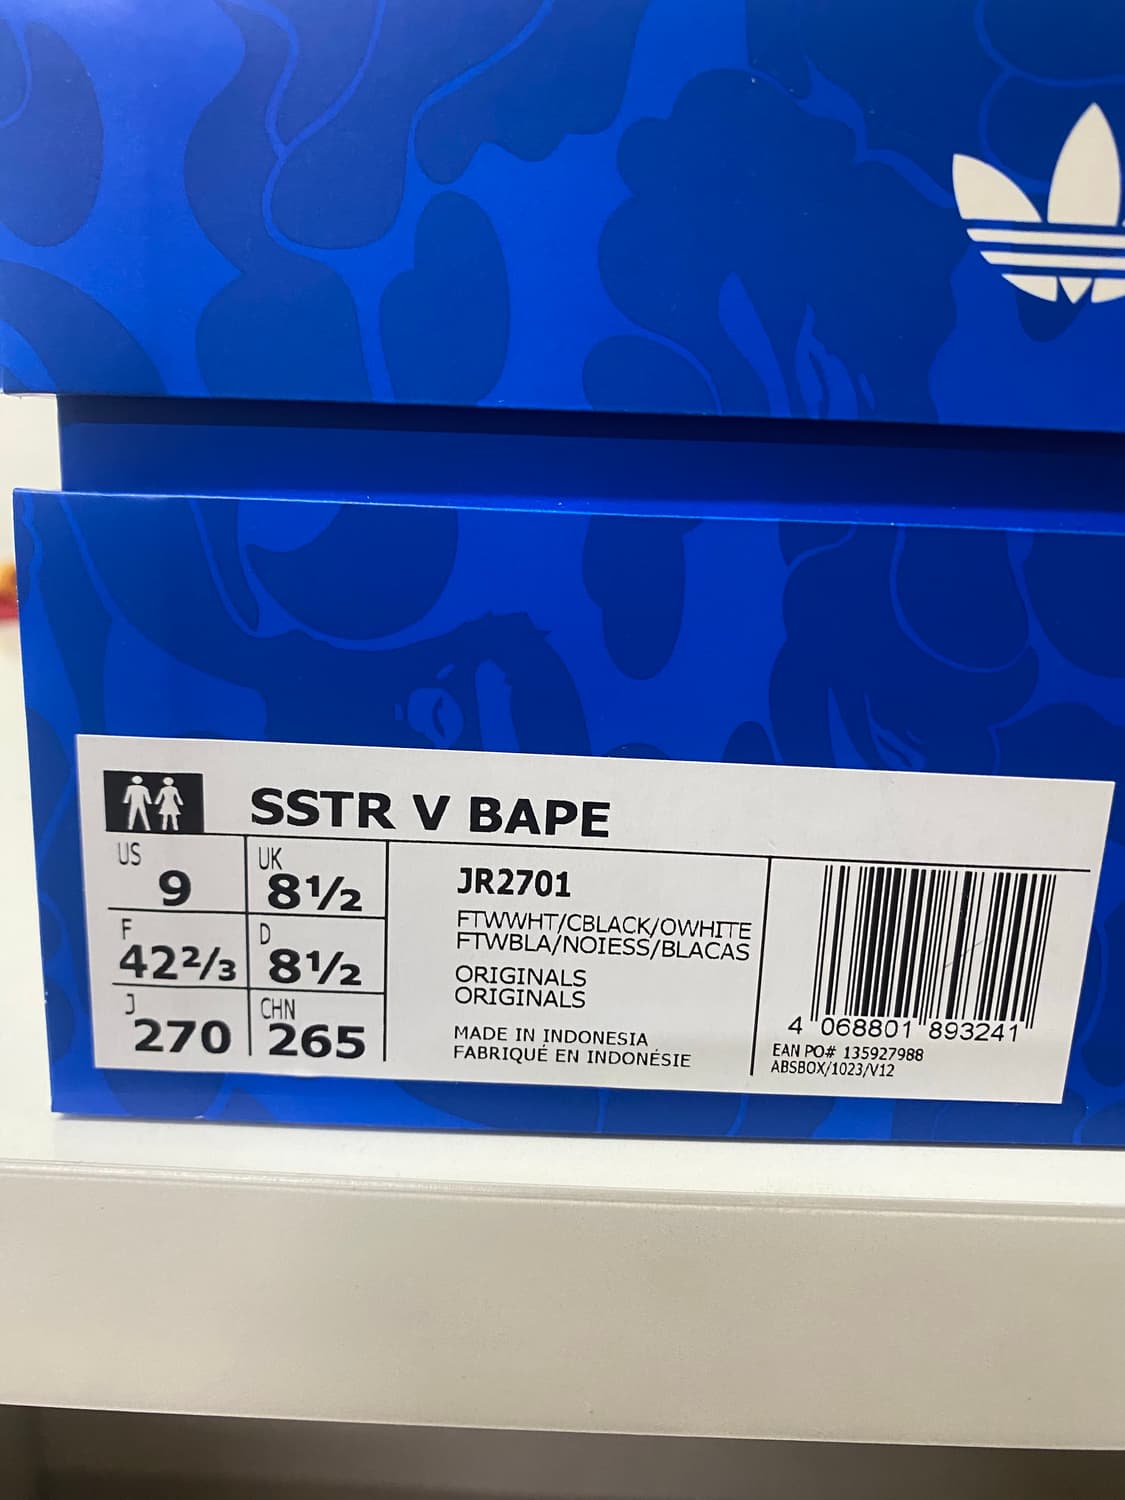 SSTR V BAPE
US
9
UK
8½
F
42⅔
D
8½
J
270
CHN
265
JR2701
FTWWHT/CBLACK/OWHITE
FTWBLA/NOIESS/BLACAS
ORIGINALS
ORIGINALS
MADE IN INDONESIA
FABRIQUÉ EN INDONÉSIE
4 068801 893241
EAN PO# 135927988
ABSBOX/1023/V12